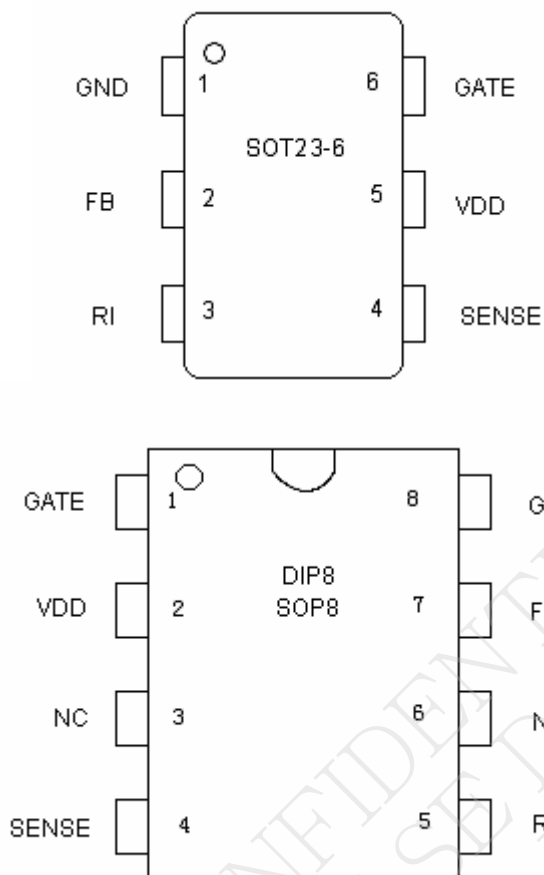 GND 1 6 GATE
SOT23-6
FB 2 5 VDD
RI 3 4 SENSE
GATE 1 8 G
DIP8
VDD 2 SOP8 7 F
NC 3 6 N
SENSE 4 5 R